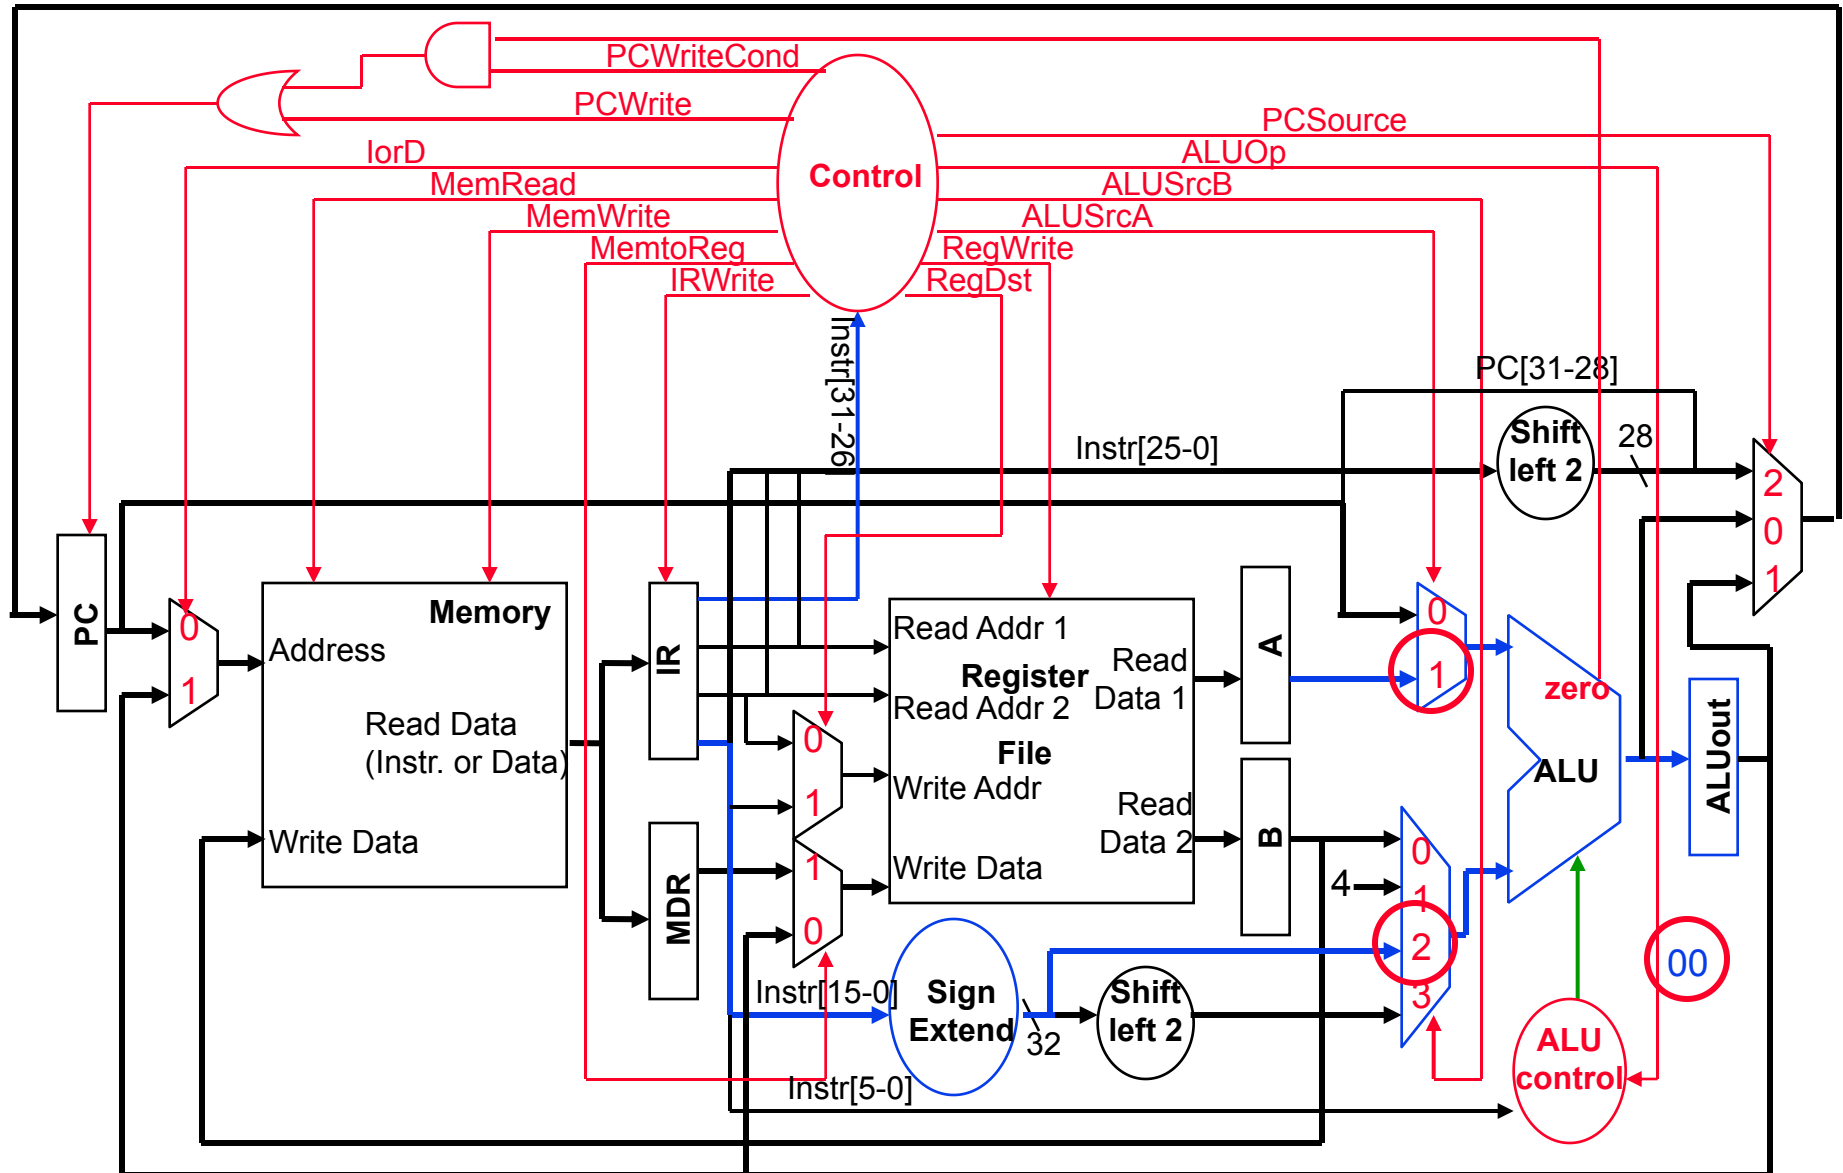 PCWriteCond
PCWrite
PCSource
IorD
ALUOp
Control
MemRead
ALUSrcB
MemWrite
ALUSrcA
MemtoReg
RegWrite
IRWrite
RegDst
Instr[31-26]
PC[31-28]
Instr[25-0]
Shift
left 2
28
2
0
1
PC
0
1
Memory
Address
Read Data
(Instr. or Data)
Write Data
IR
MDR
0
1
1
0
Read Addr 1
Register
Read Addr 2
File
Write Addr
Write Data
Read
Data 1
Read
Data 2
A
B
0
1
4
0
1
2
3
zero
ALU
ALUout
00
Instr[15-0]
Sign
Extend
32
Shift
left 2
ALU
control
Instr[5-0]